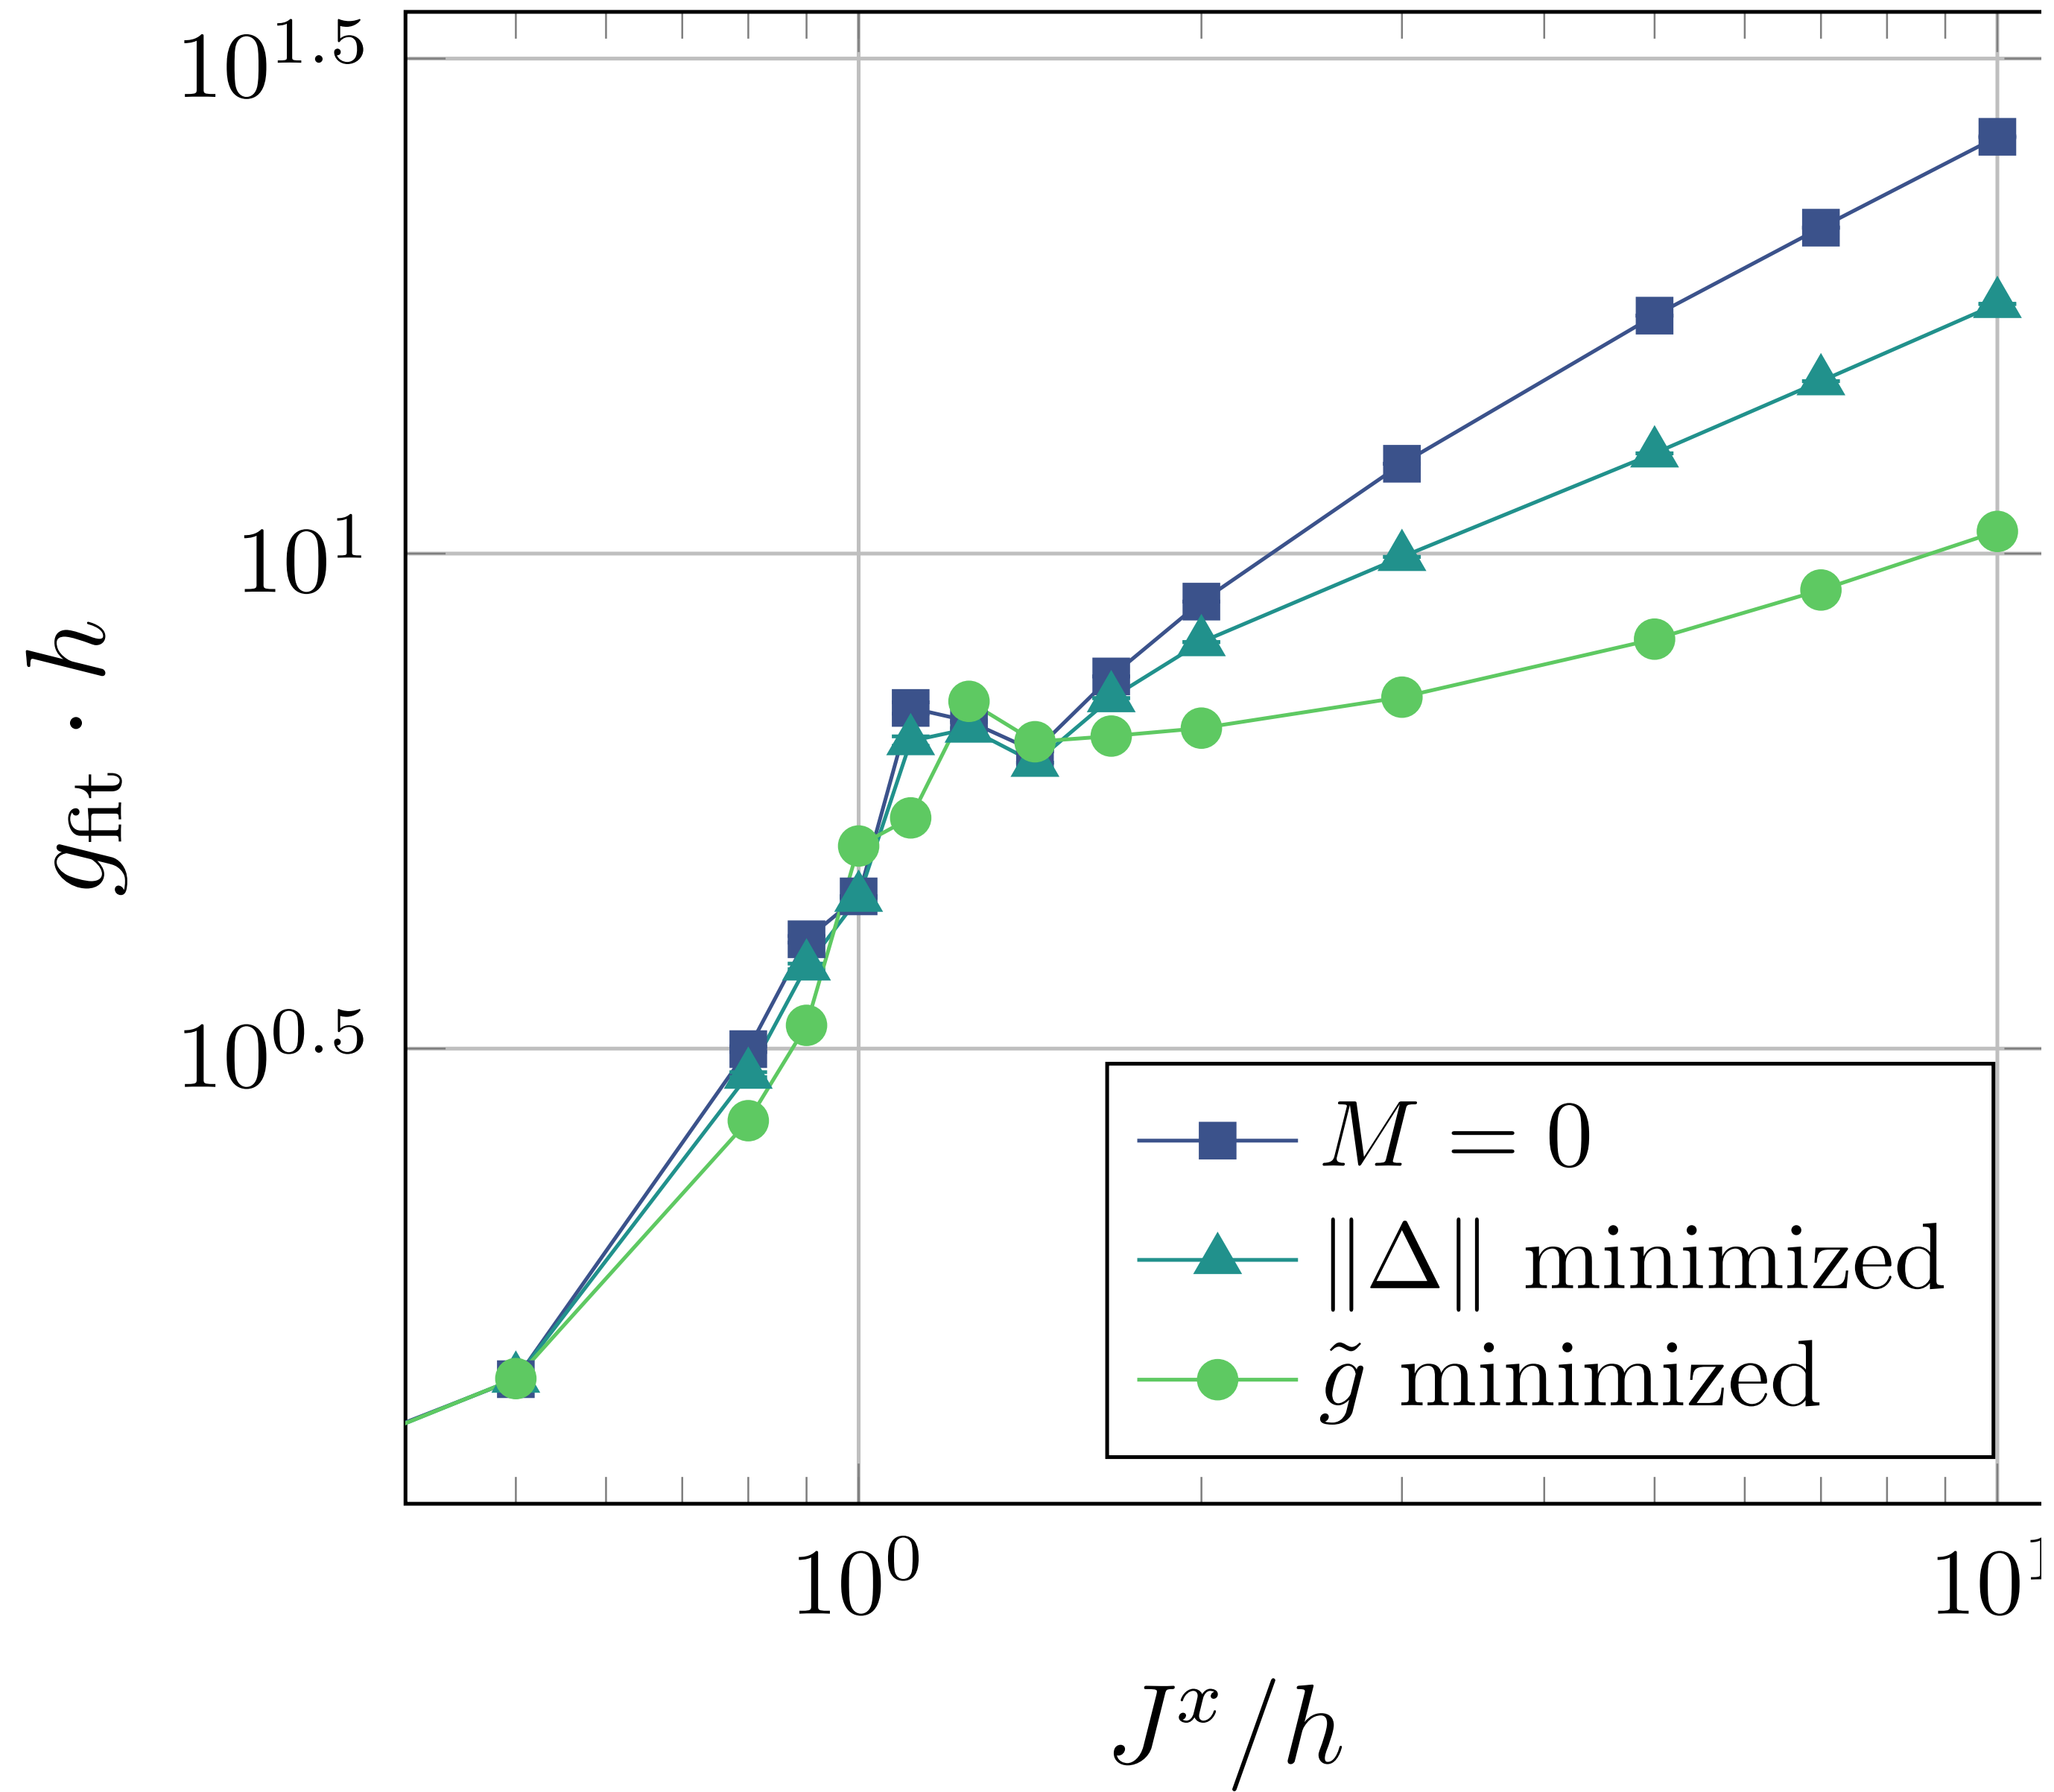 10^1.5
10^1
10^0.5
g_fit · h
M = 0
‖Δ‖ minimized
g̃ minimized
10^0
10^1
J^x/h